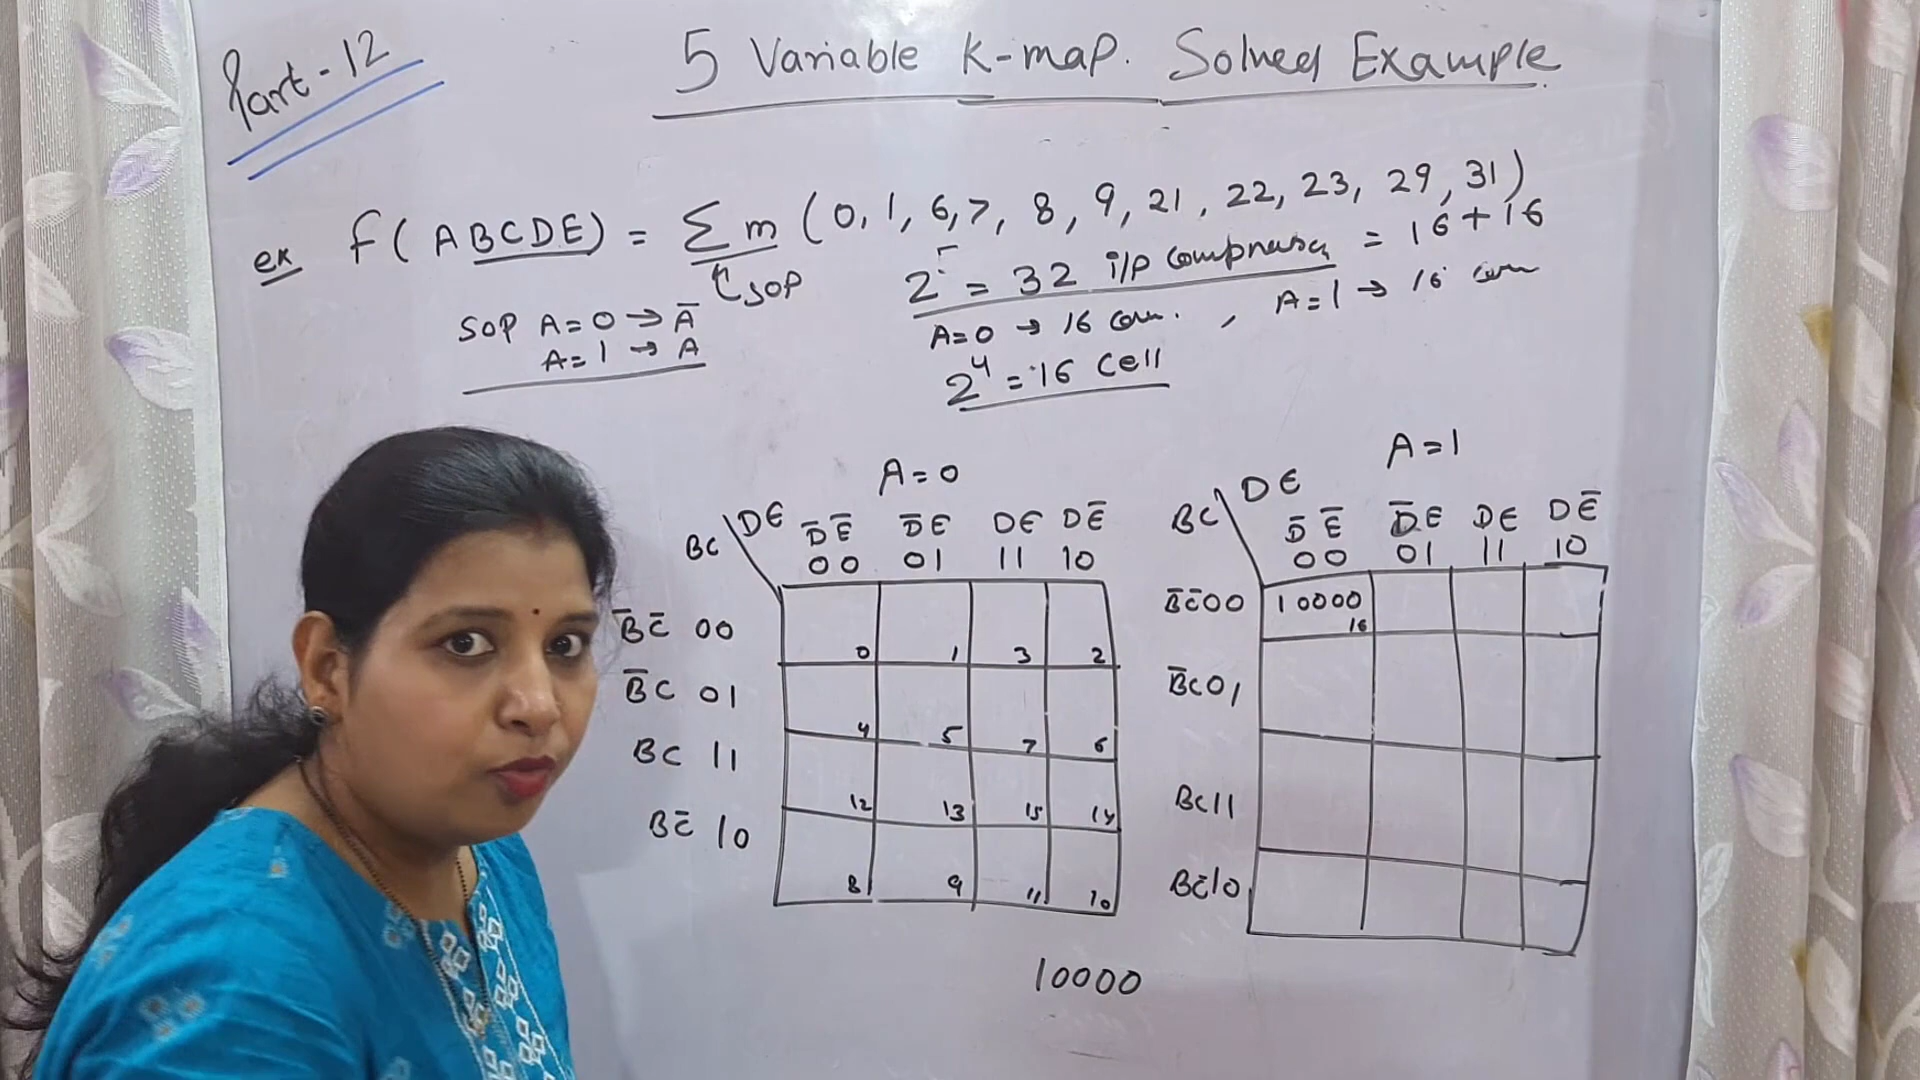 Part-12
5 Variable K-map. Solved Example
ex f(ABCDE) = Σm (0, 1, 6, 7, 8, 9, 21, 22, 23, 29, 31)
SOP
2⁵ = 32 i/p = 16+16
SOP A=0 → A̅
A=1 → A
A=0 → 16 com. , A=1 → 16 com
2⁴ = 16 cell
A=0
BC \ DE D̅E̅ D̅E DE DE̅
00 01 11 10
B̅C̅ 00 0 1 3 2
B̅C 01 4 5 7 6
BC 11 12 13 15 14
BC̅ 10 8 9 11 10
A=1
BC \ DE D̅E̅ D̅E DE DE̅
00 01 11 10
B̅C̅00 10000 16
B̅C01
BC11
BC̅10
10000